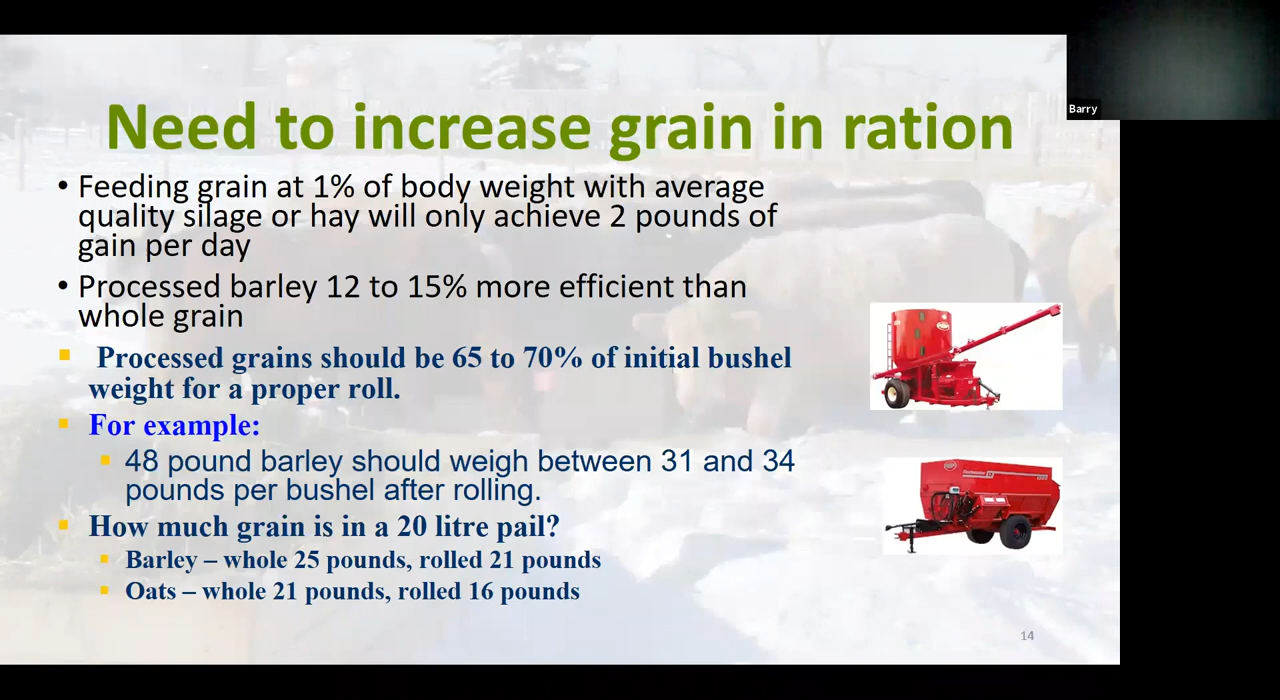 Barry
Need to increase grain in ration
• Feeding grain at 1% of body weight with average
quality silage or hay will only achieve 2 pounds of
gain per day
• Processed barley 12 to 15% more efficient than
whole grain
Processed grains should be 65 to 70% of initial bushel
weight for a proper roll.
For example:
48 pound barley should weigh between 31 and 34
pounds per bushel after rolling.
How much grain is in a 20 litre pail?
Barley – whole 25 pounds, rolled 21 pounds
Oats – whole 21 pounds, rolled 16 pounds
14